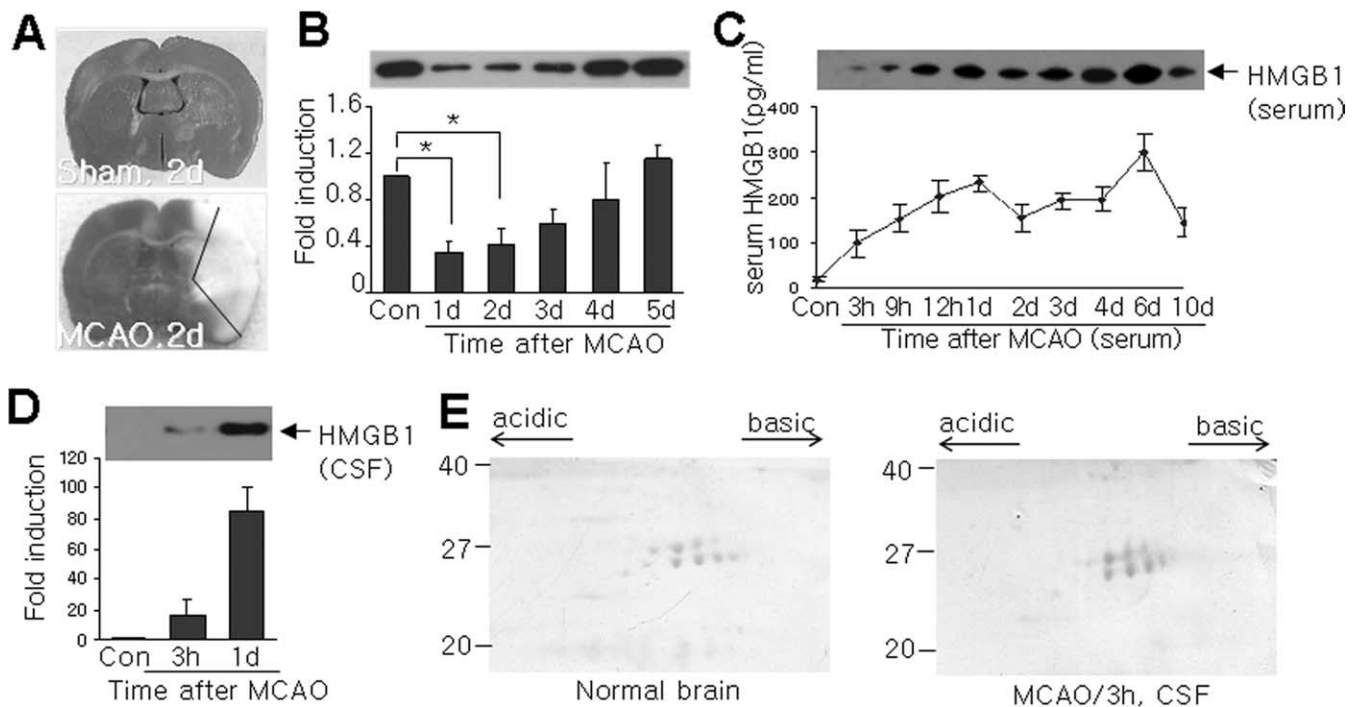 A
Sham, 2d
MCAO, 2d
B
Fold induction
1.6
1.2
0.8
0.4
0
*
*
Con 1d 2d 3d 4d 5d
Time after MCAO
C
HMGB1
(serum)
serum HMGB1(pg/ml)
400
300
200
100
0
Con 3h 9h 12h 1d 2d 3d 4d 6d 10d
Time after MCAO (serum)
D
HMGB1
(CSF)
Fold induction
120
100
80
60
40
20
0
Con 3h 1d
Time after MCAO
E
acidic basic
40
27
20
Normal brain
acidic basic
40
27
20
MCAO/3h, CSF